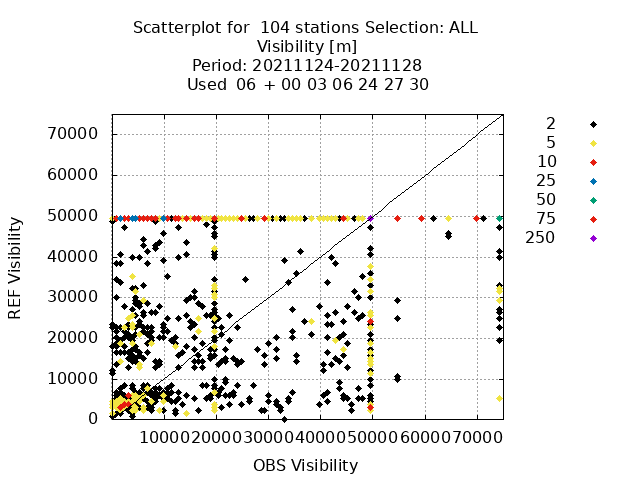 Scatterplot for 104 stations Selection: ALL
Visibility [m]
Period: 20211124-20211128
Used 06 + 00 03 06 24 27 30
70000
60000
50000
40000
30000
20000
10000
0
REF Visibility
0 10000 20000 30000 40000 50000 60000 70000
OBS Visibility
2
5
10
25
50
75
250